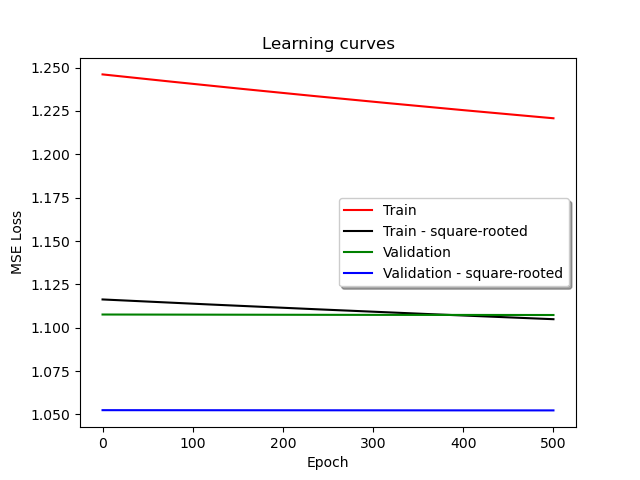 Learning curves
1.250
1.225
1.200
1.175
1.150
1.125
1.100
1.075
1.050
MSE Loss
Train
Train - square-rooted
Validation
Validation - square-rooted
0 100 200 300 400 500
Epoch